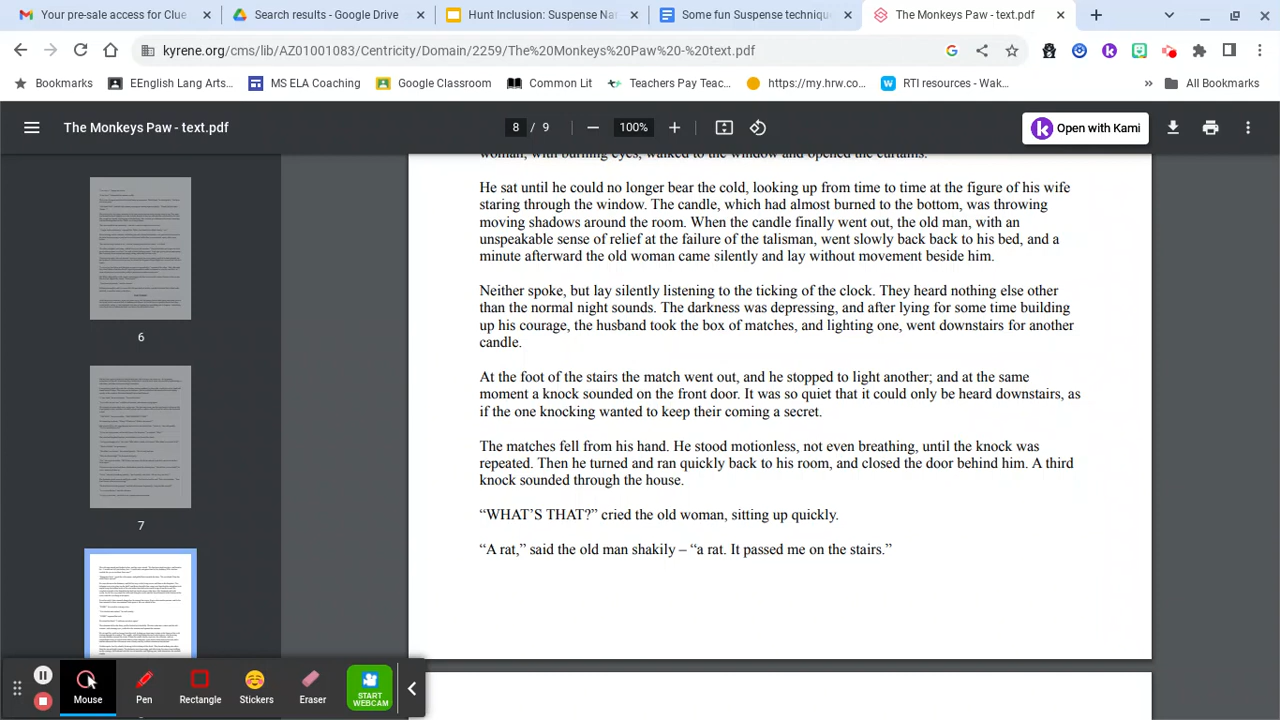 Your pre-sale access for Clue
Search results - Google Driv
Hunt Inclusion: Suspense Nar
Some fun Suspense technique
The Monkeys Paw - text.pdf
kyrene.org/cms/lib/AZ01001083/Centricity/Domain/2259/The%20Monkeys%20Paw%20-%20text.pdf
Bookmarks
EEnglish Lang Arts...
MS ELA Coaching
Google Classroom
Common Lit
Teachers Pay Teac...
https://my.hrw.co...
RTI resources - Wak...
»
All Bookmarks
The Monkeys Paw - text.pdf
8 / 9
100%
Open with Kami
woman, with burning eyes, walked to the window and opened the curtains.
He sat until he could no longer bear the cold, looking up from time to time at the figure of his wife
staring through the window. The candle, which had almost burned to the bottom, was throwing
moving shadows around the room. When the candle finally went out, the old man, with an
unspeakable sense of relief at the failure of the talisman, went slowly back back to his bed, and a
minute afterward the old woman came silently and lay without movement beside him.
Neither spoke, but lay silently listening to the ticking of the clock. They heard nothing else other
than the normal night sounds. The darkness was depressing, and after lying for some time building
up his courage, the husband took the box of matches, and lighting one, went downstairs for another
candle.
At the foot of the stairs the match went out, and he stopped to light another; and at the same
moment a knock sounded on the front door. It was so quiet that it could only be heard downstairs, as
if the one knocking wanted to keep their coming a secret.
The matches fell from his hand. He stood motionless, not even breathing, until the knock was
repeated. Then he turned and ran quickly back to his room, and closed the door behind him. A third
knock sounded through the house.
“WHAT`S THAT?” cried the old woman, sitting up quickly.
“A rat,” said the old man shakily – “a rat. It passed me on the stairs.”
6
7
Mouse
Pen
Rectangle
Stickers
Eraser
START
WEBCAM